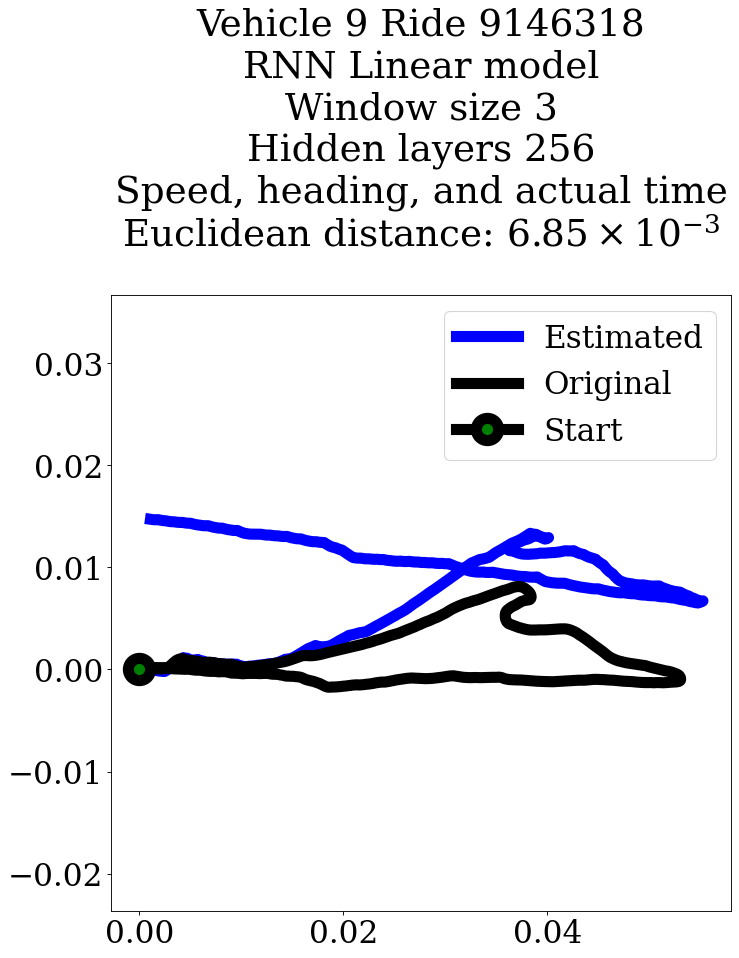 Vehicle 9 Ride 9146318
RNN Linear model
Window size 3
Hidden layers 256
Speed, heading, and actual time
Euclidean distance: 6.85 × 10⁻³
Estimated
Original
Start
0.03
0.02
0.01
0.00
−0.01
−0.02
0.00 0.02 0.04